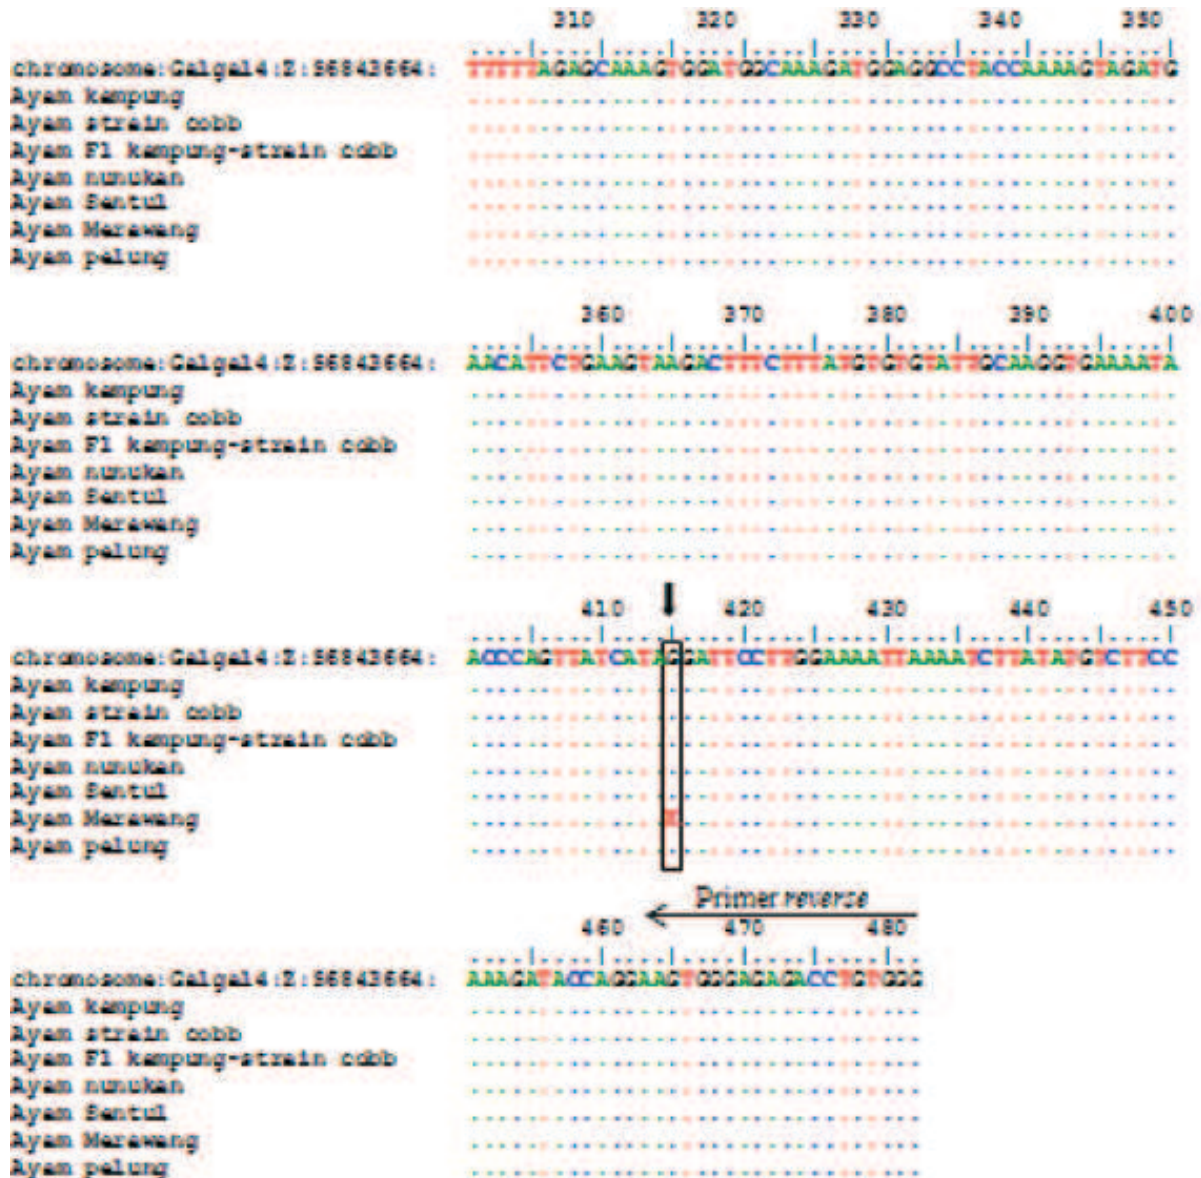 310 320 330 340 350
chromosome:Galgal4:Z:56843664: TTTTTAGAGCAAAGTGGATGGCAAAGATGGAGGCCTACCAAAAGTAGATG
Ayam kampung
Ayam strain cobb
Ayam F1 kampung-strain cobb
Ayam nunukan
Ayam Sentul
Ayam Merawang
Ayam pelung
360 370 380 390 400
chromosome:Galgal4:Z:56843664: AACATTCTGAAGTAAGACTTTCTTTATGTGTGTATTGCAAGGTGAAAATA
Ayam kampung
Ayam strain cobb
Ayam F1 kampung-strain cobb
Ayam nunukan
Ayam Sentul
Ayam Merawang
Ayam pelung
410 420 430 440 450
chromosome:Galgal4:Z:56843664: ACCCAGTTATCATAGGATTCCTTGGAAAATTAAAATCTTATATGTCTTCC
Ayam kampung
Ayam strain cobb
Ayam F1 kampung-strain cobb
Ayam nunukan
Ayam Sentul
Ayam Merawang T
Ayam pelung
Primer reverse
460 470 480
chromosome:Galgal4:Z:56843664: AAAGATACCAGGAAGTGGGAGAGACCTGTGGG
Ayam kampung
Ayam strain cobb
Ayam F1 kampung-strain cobb
Ayam nunukan
Ayam Sentul
Ayam Merawang
Ayam pelung